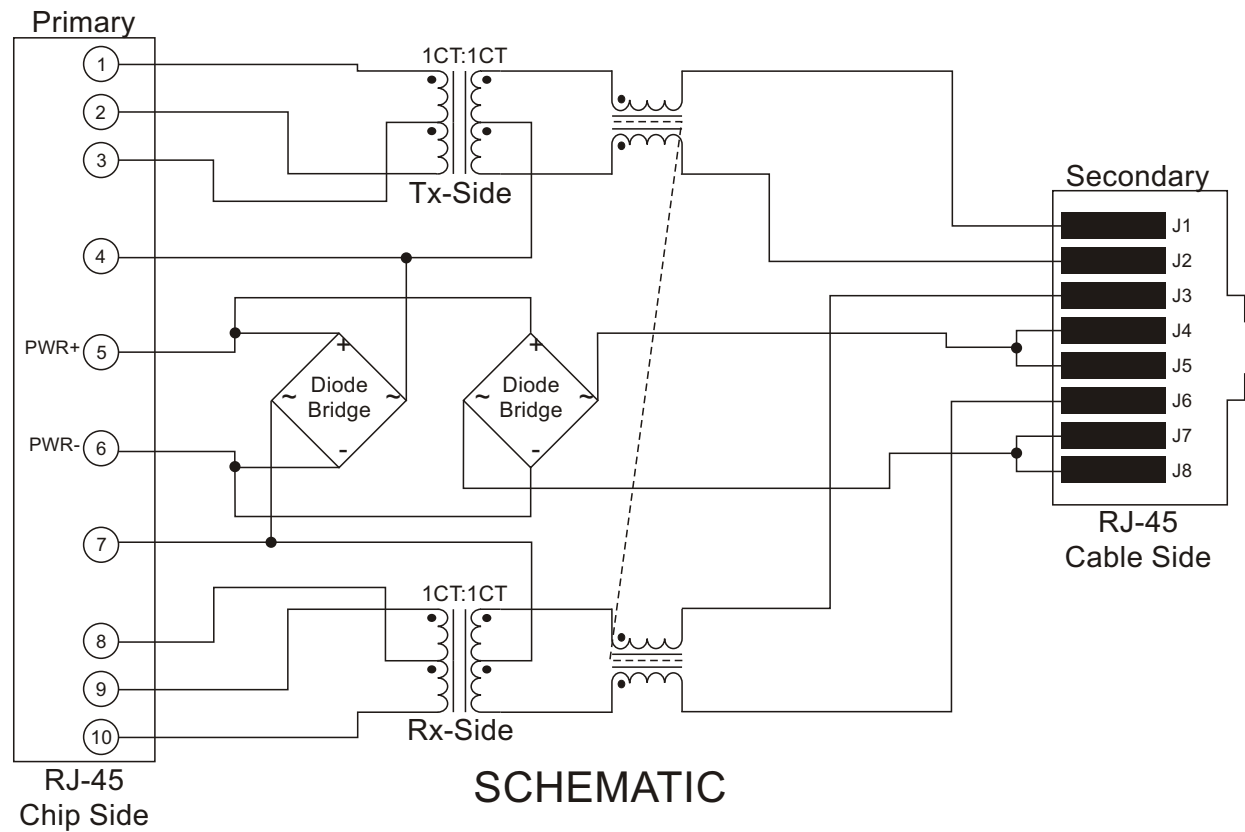 Primary
1
2
3
4
PWR+ 5
PWR- 6
7
8
9
10
RJ-45
Chip Side
1CT:1CT
Tx-Side
+
~ Diode ~
Bridge
-
+
~ Diode ~
Bridge
-
1CT:1CT
Rx-Side
Secondary
J1
J2
J3
J4
J5
J6
J7
J8
RJ-45
Cable Side
SCHEMATIC